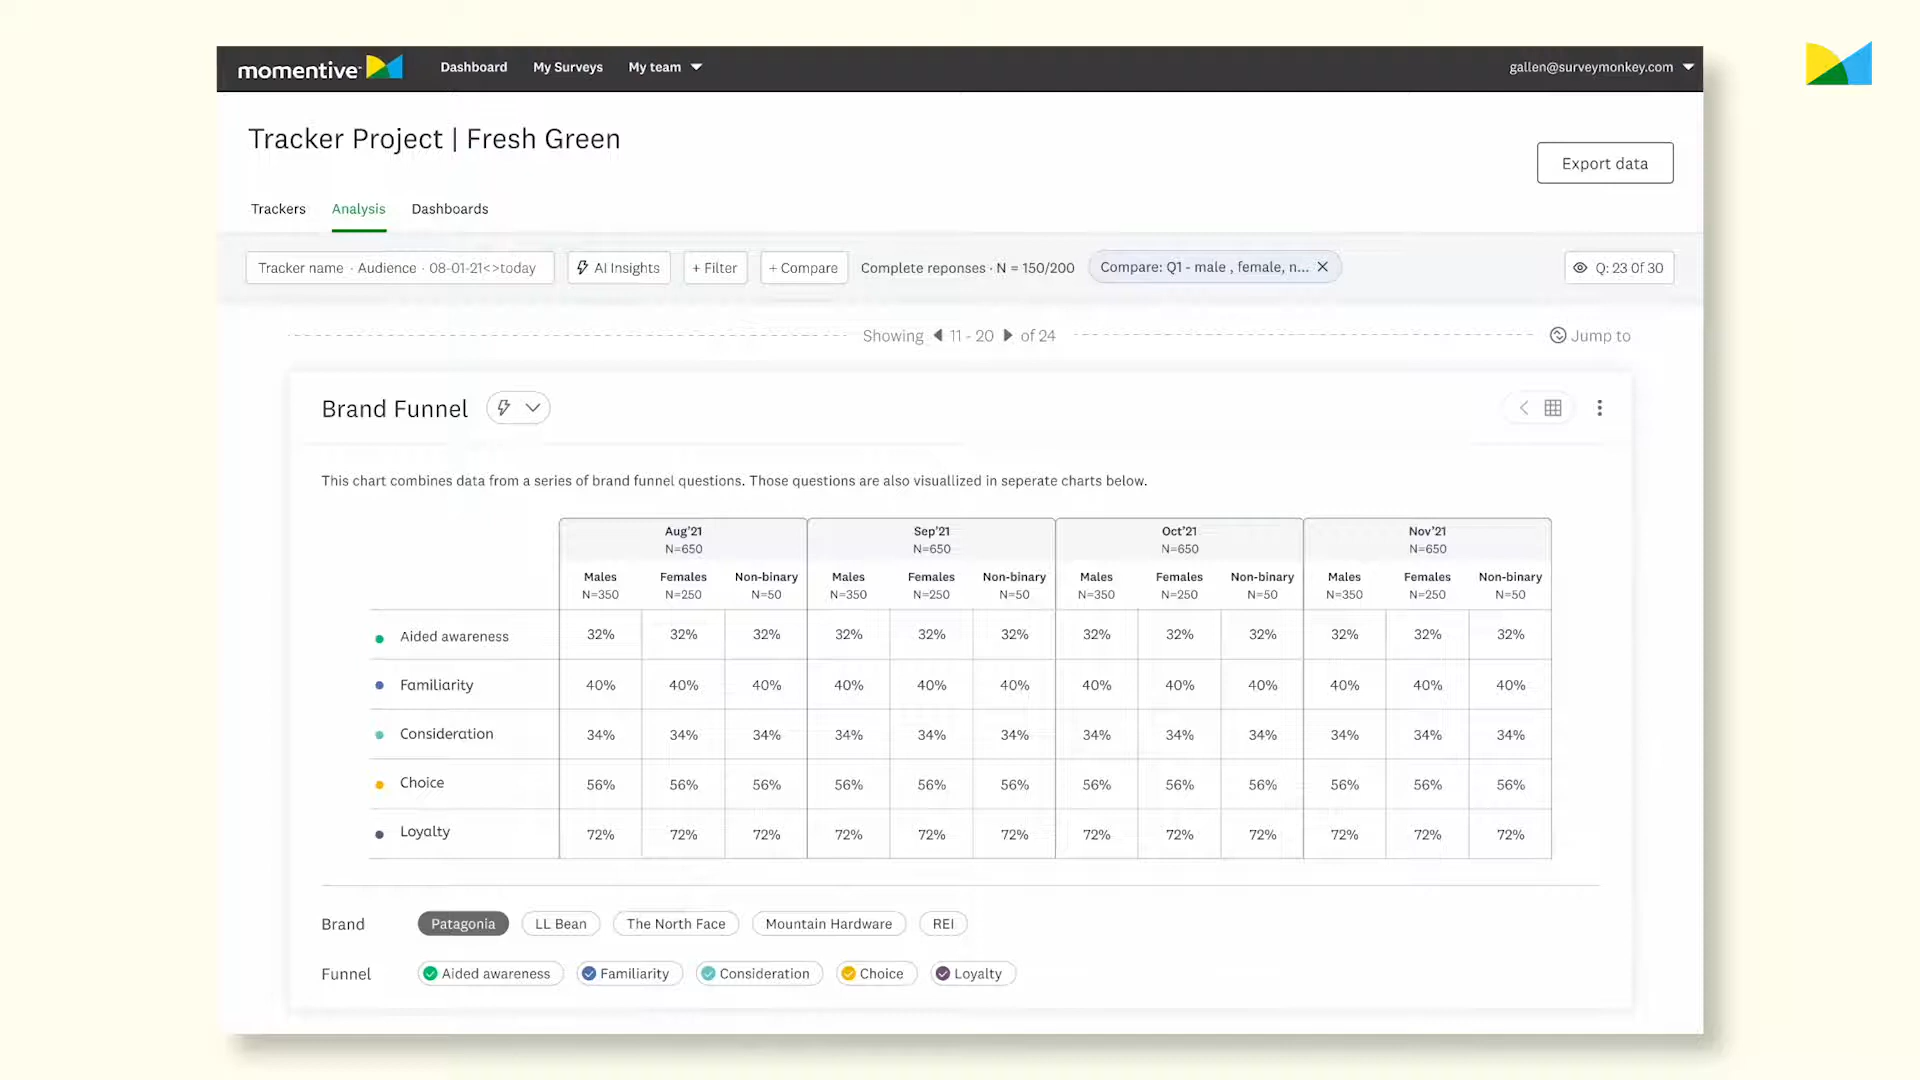 momentive Dashboard My Surveys My team gallen@surveymonkey.com
Tracker Project | Fresh Green
Export data
Trackers Analysis Dashboards
Tracker name · Audience · 08-01-21<>today AI Insights + Filter + Compare Complete reponses · N = 150/200 Compare: Q1 - male , female, n... Q: 23 0f 30
Showing 11 - 20 of 24 Jump to
Brand Funnel
This chart combines data from a series of brand funnel questions. Those questions are also visuallized in seperate charts below.
Aug'21 Sep'21 Oct'21 Nov'21
N=650 N=650 N=650 N=650
Males Females Non-binary Males Females Non-binary Males Females Non-binary Males Females Non-binary
N=350 N=250 N=50 N=350 N=250 N=50 N=350 N=250 N=50 N=350 N=250 N=50
Aided awareness 32% 32% 32% 32% 32% 32% 32% 32% 32% 32% 32% 32%
Familiarity 40% 40% 40% 40% 40% 40% 40% 40% 40% 40% 40% 40%
Consideration 34% 34% 34% 34% 34% 34% 34% 34% 34% 34% 34% 34%
Choice 56% 56% 56% 56% 56% 56% 56% 56% 56% 56% 56% 56%
Loyalty 72% 72% 72% 72% 72% 72% 72% 72% 72% 72% 72% 72%
Brand Patagonia LL Bean The North Face Mountain Hardware REI
Funnel Aided awareness Familiarity Consideration Choice Loyalty